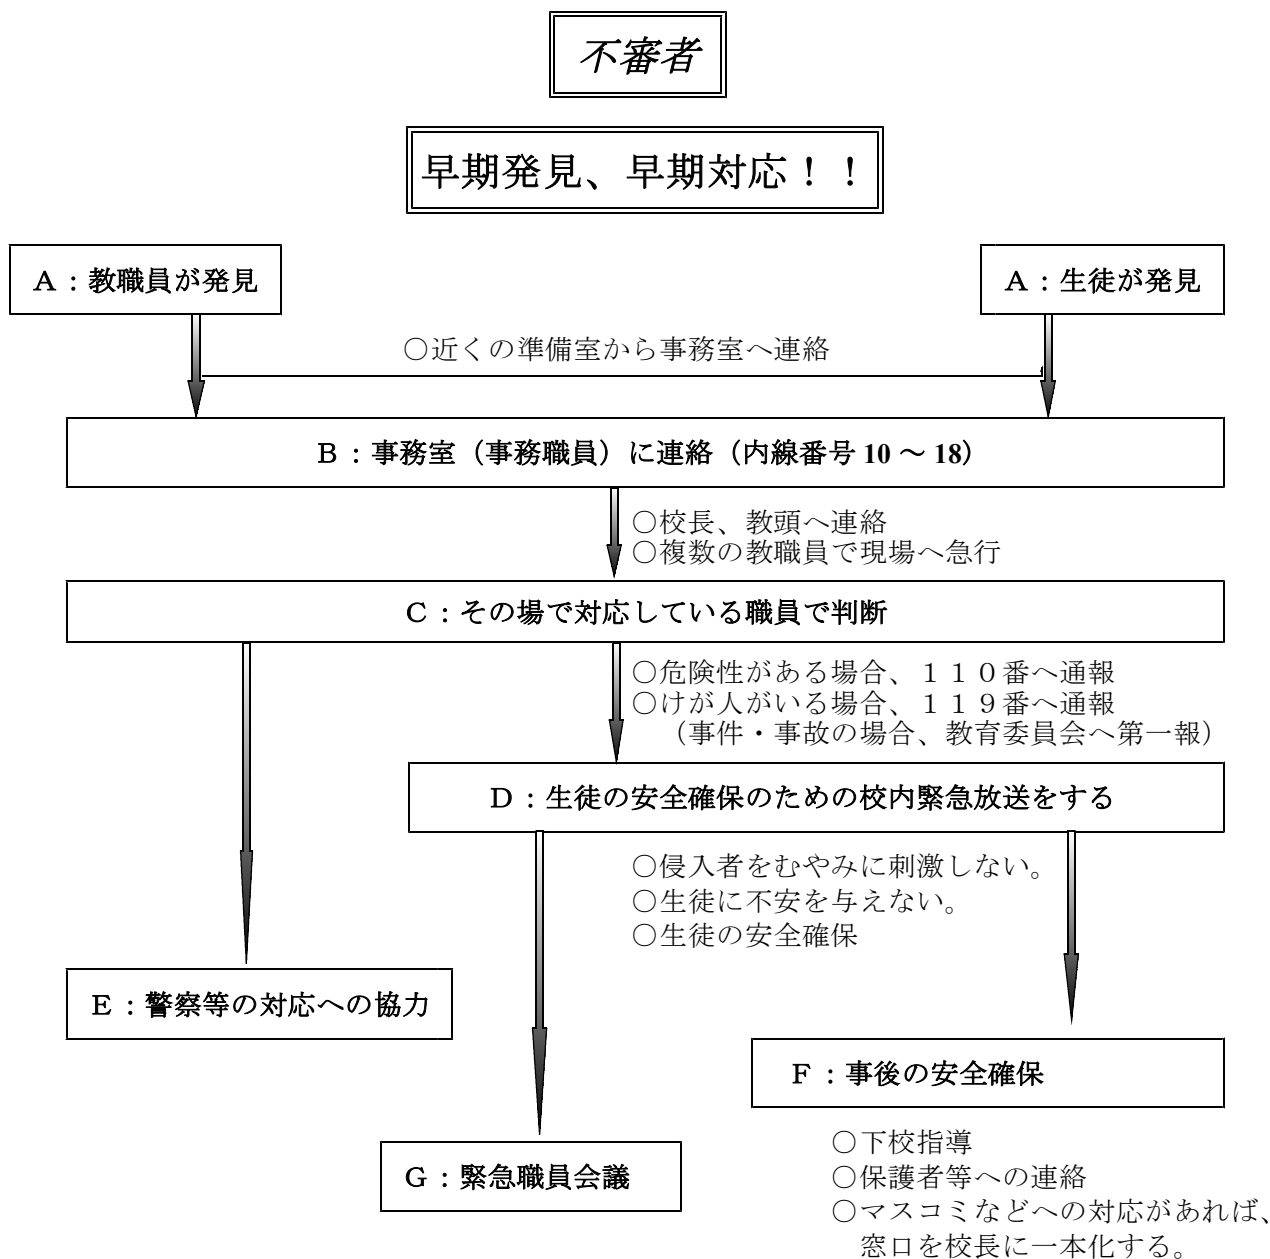 不審者
早期発見、早期対応！！
Ａ：教職員が発見
Ａ：生徒が発見
○近くの準備室から事務室へ連絡
Ｂ：事務室（事務職員）に連絡（内線番号 10 ～ 18）
○校長、教頭へ連絡
○複数の教職員で現場へ急行
Ｃ：その場で対応している職員で判断
○危険性がある場合、１１０番へ通報
○けが人がいる場合、１１９番へ通報
（事件・事故の場合、教育委員会へ第一報）
Ｄ：生徒の安全確保のための校内緊急放送をする
○侵入者をむやみに刺激しない。
○生徒に不安を与えない。
○生徒の安全確保
Ｅ：警察等の対応への協力
Ｆ：事後の安全確保
Ｇ：緊急職員会議
○下校指導
○保護者等への連絡
○マスコミなどへの対応があれば、
窓口を校長に一本化する。